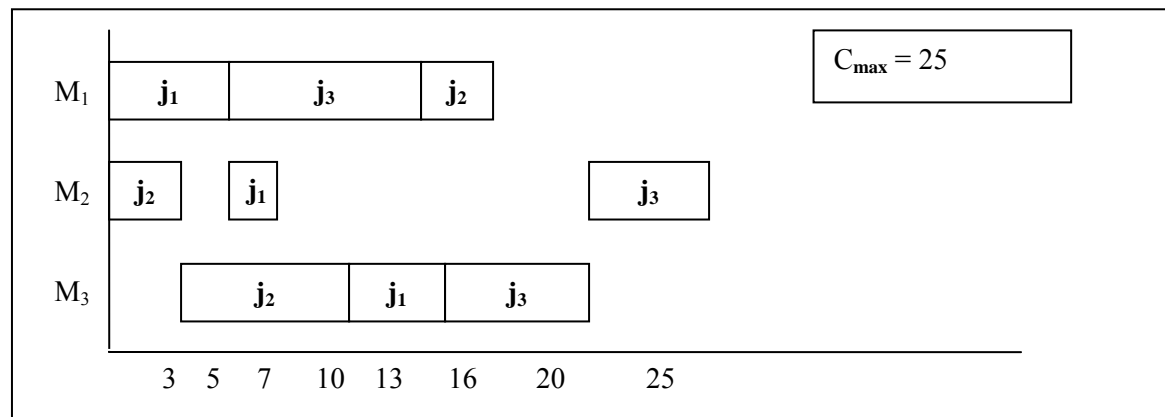 C_max = 25
M₁ j₁ j₃ j₂
M₂ j₂ j₁ j₃
M₃ j₂ j₁ j₃
3 5 7 10 13 16 20 25